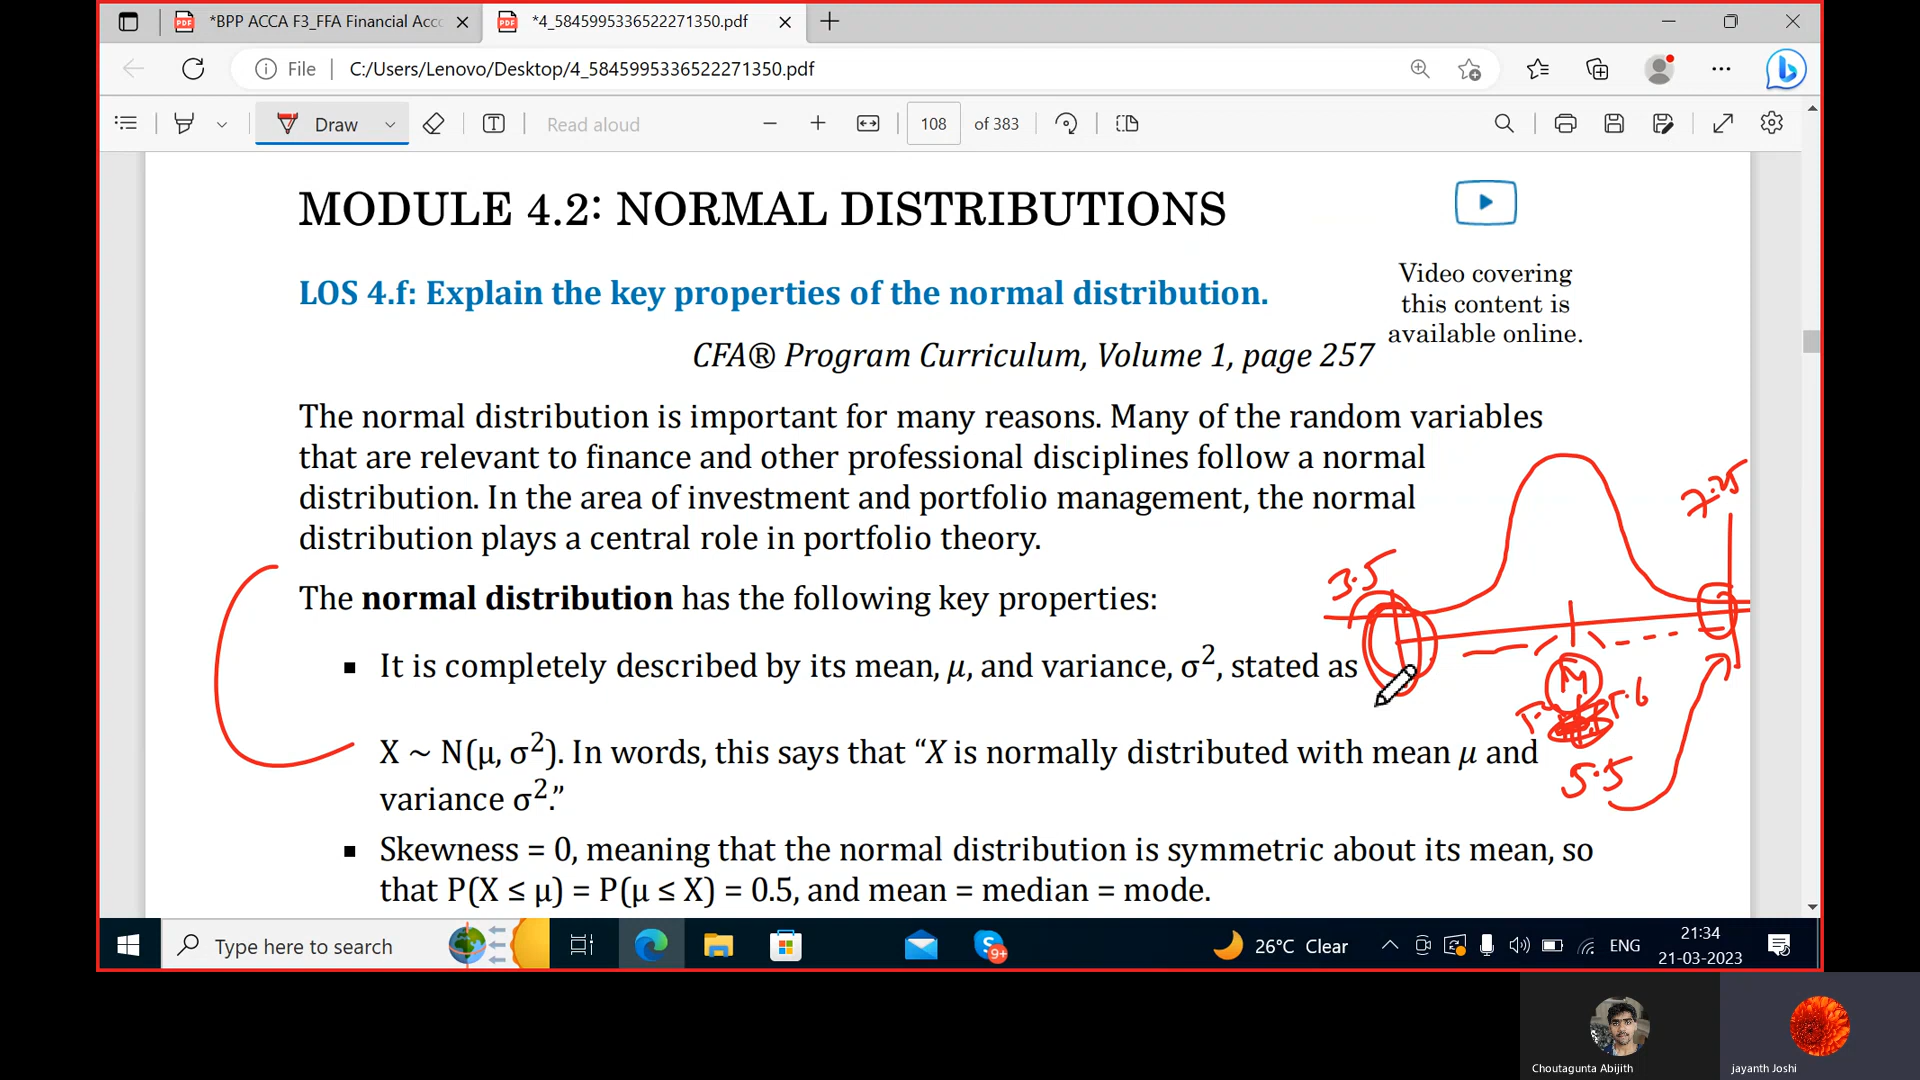 *BPP ACCA F3_FFA Financial Acc
*4_5845995336522271350.pdf
File
C:/Users/Lenovo/Desktop/4_5845995336522271350.pdf
Draw
Read aloud
108
of 383
MODULE 4.2: NORMAL DISTRIBUTIONS
LOS 4.f: Explain the key properties of the normal distribution.
Video covering
this content is
available online.
CFA® Program Curriculum, Volume 1, page 257
The normal distribution is important for many reasons. Many of the random variables
that are relevant to finance and other professional disciplines follow a normal
distribution. In the area of investment and portfolio management, the normal
distribution plays a central role in portfolio theory.
7.25
3.5
The normal distribution has the following key properties:
▪ It is completely described by its mean, μ, and variance, σ², stated as
M
5.6
5.5
X ~ N(μ, σ²). In words, this says that “X is normally distributed with mean μ and
variance σ².”
▪ Skewness = 0, meaning that the normal distribution is symmetric about its mean, so
that P(X ≤ μ) = P(μ ≤ X) = 0.5, and mean = median = mode.
Type here to search
9+
26°C Clear
ENG
21:34
21-03-2023
Choutagunta Abijith
jayanth Joshi